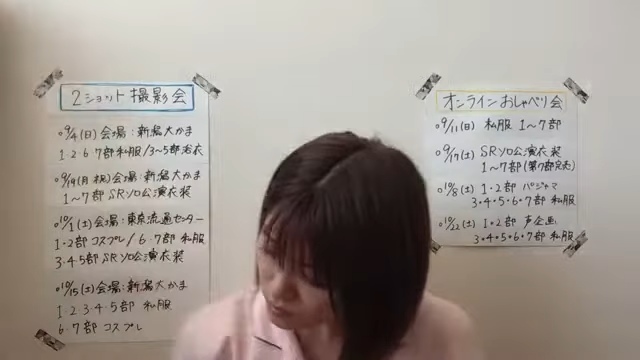 2ショット撮影会
○9/4(日)会場:新潟大かま
1・2・6・7部私服/3〜5部浴衣
○9/19(月祝)会場:新潟大かま
1〜7部 SRソロ公演衣装
○10/1(土)会場:東京流通センター
1・2部 コスプレ/6・7部 私服
3・4・5部 SRソロ公演衣装
○10/15(土)会場:新潟大かま
1・2・3・4・5部 私服
6・7部 コスプレ
オンラインおしゃべり会
○9/11(日) 私服 1〜7部
○9/17(土) SRソロ公演衣装
1〜7部(第7部完売)
○10/8(土) 1・2部 パジャマ
3・4・5・6・7部 私服
○10/22(土) 1・2部 声企画
3・4・5・6・7部 私服